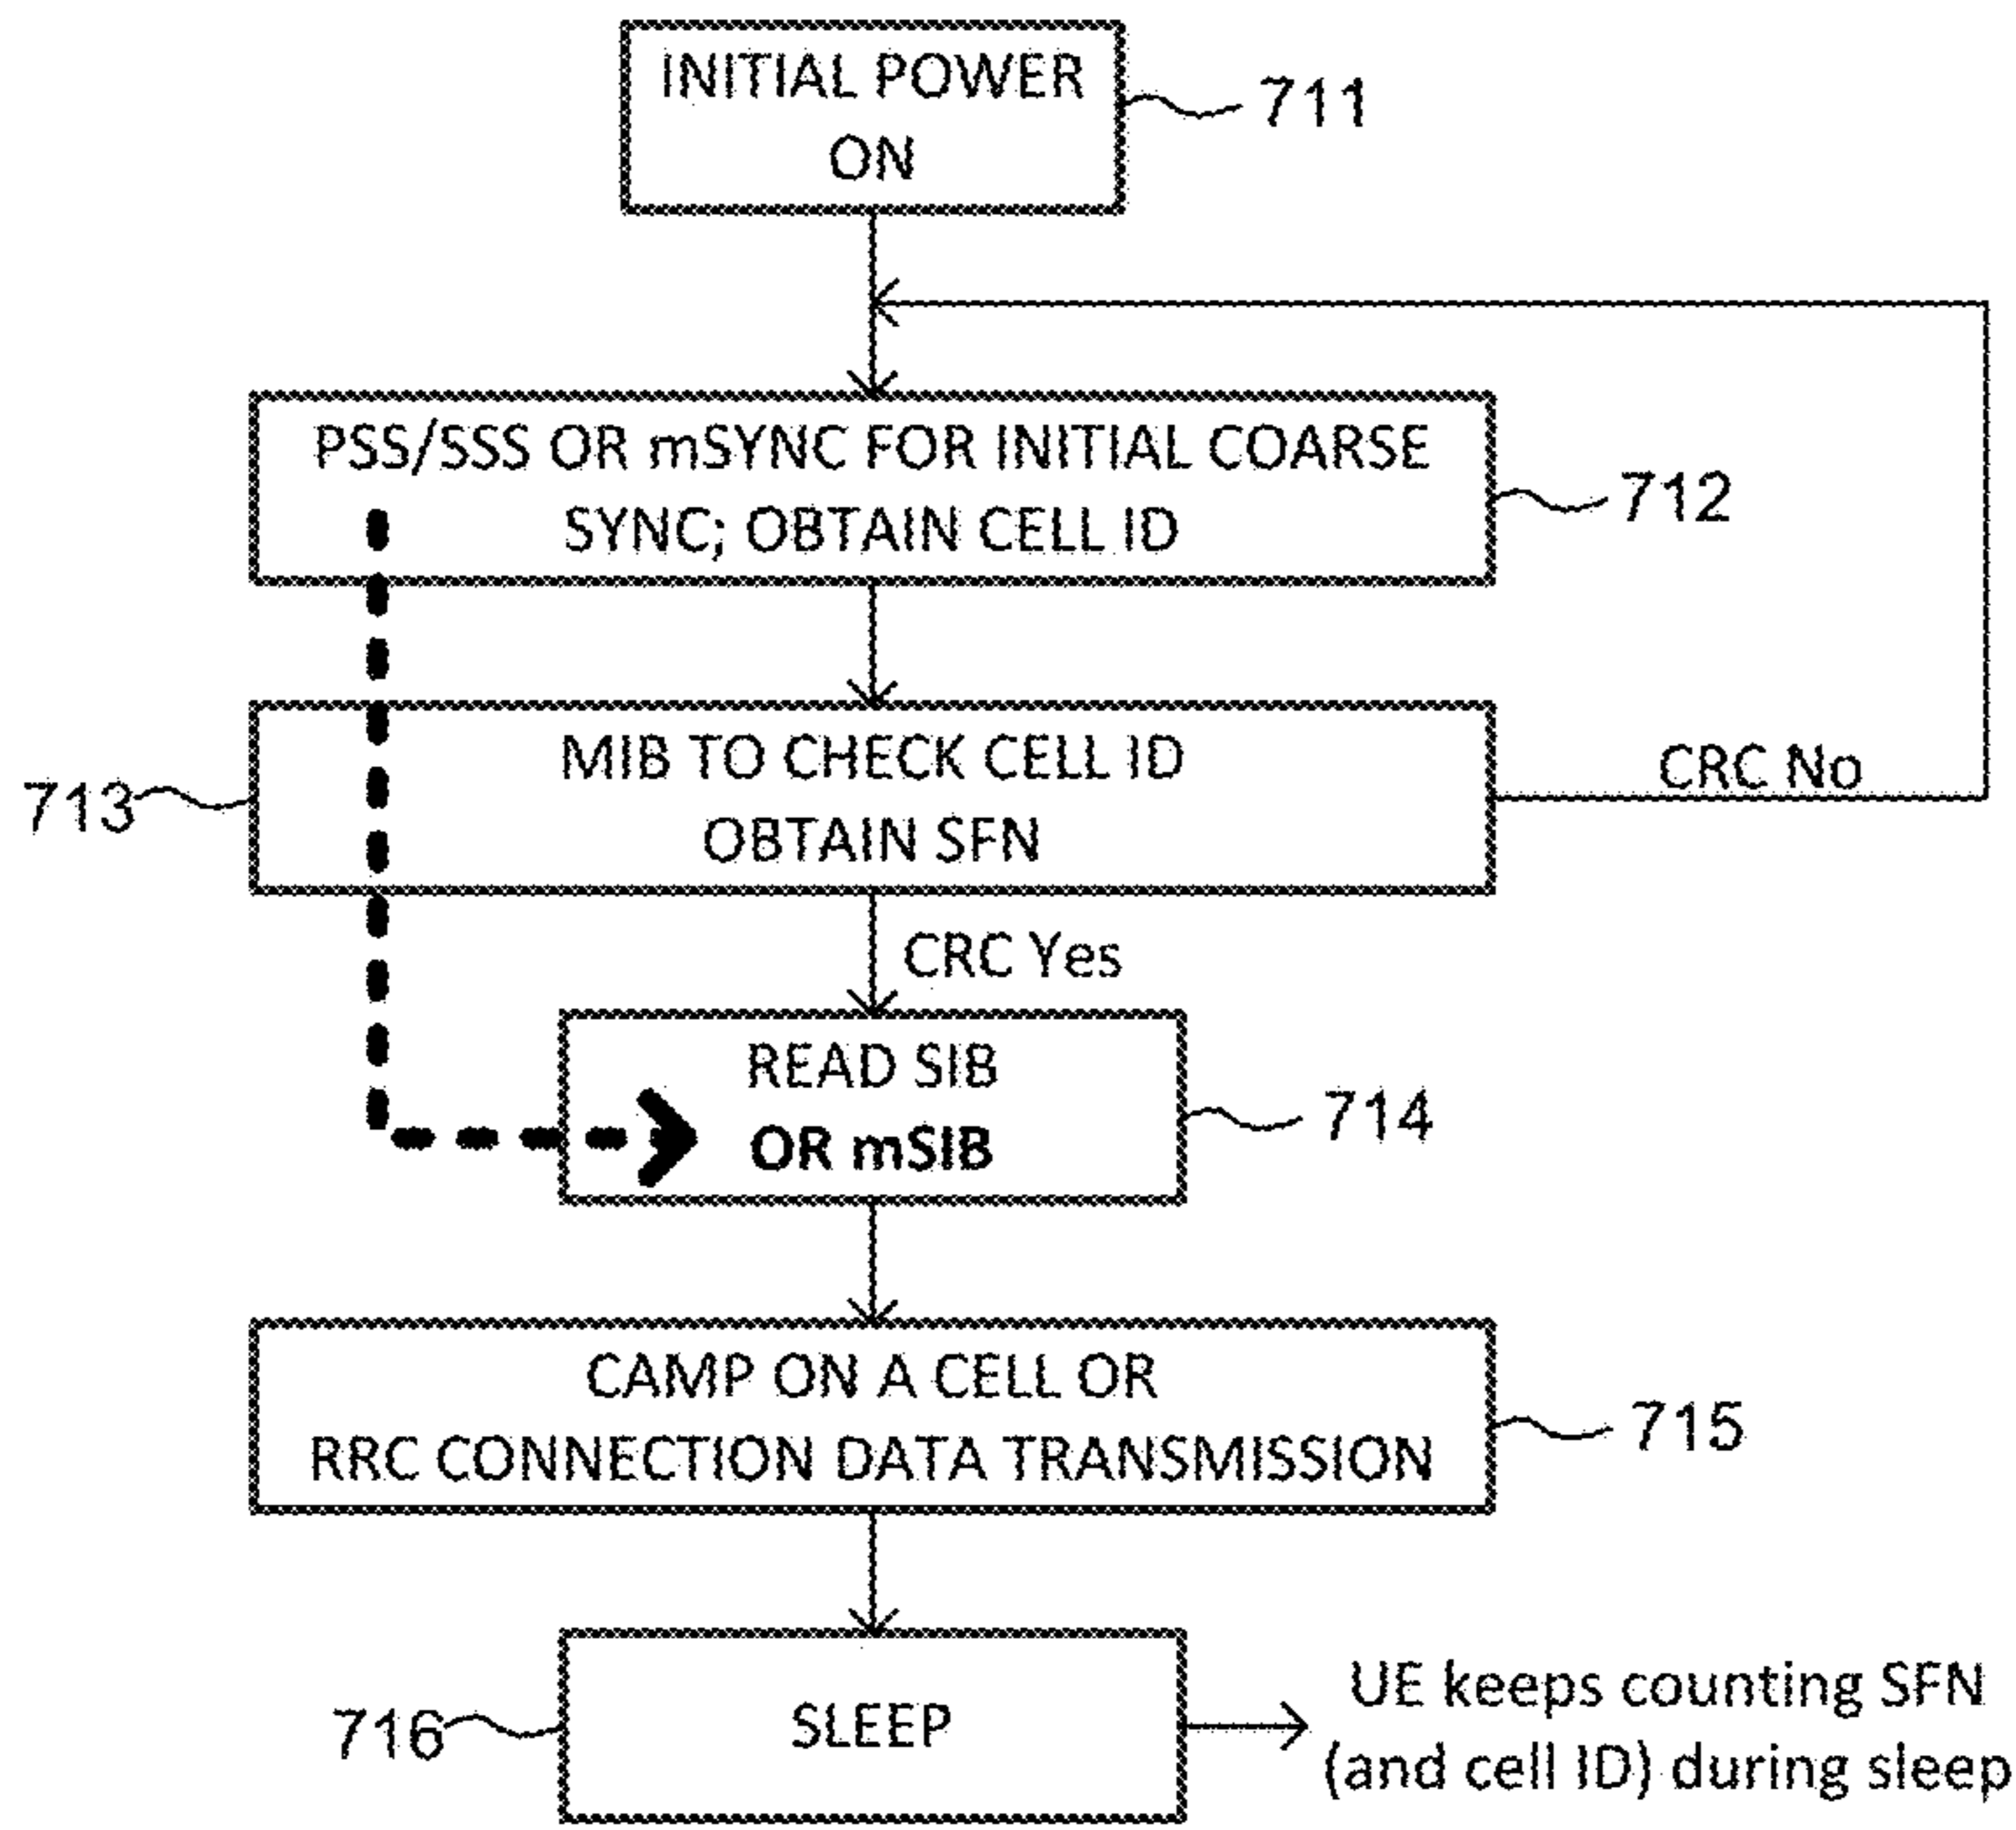 INITIAL POWER
ON
711
PSS/SSS OR mSYNC FOR INITIAL COARSE
SYNC; OBTAIN CELL ID
712
MIB TO CHECK CELL ID
OBTAIN SFN
713
CRC No
CRC Yes
READ SIB
OR mSIB
714
CAMP ON A CELL OR
RRC CONNECTION DATA TRANSMISSION
715
SLEEP
716
UE keeps counting SFN
(and cell ID) during sleep